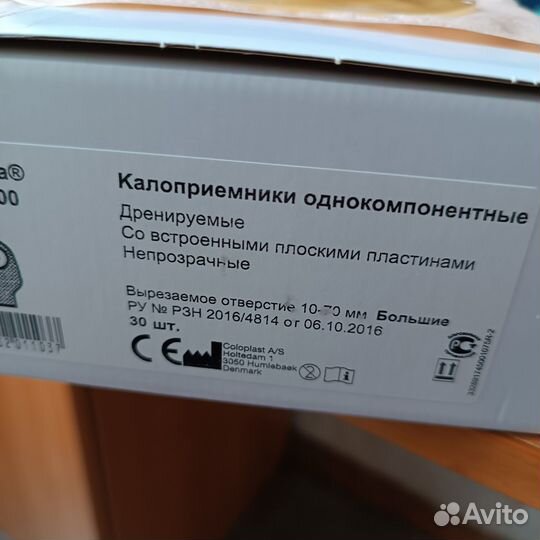 a®
00
Калоприемники однокомпонентные
Дренируемые
Со встроенными плоскими пластинами
Непрозрачные
Вырезаемое отверстие 10-70 мм Большие
РУ № РЗН 2016/4814 от 06.10.2016
30 шт.
CE
Coloplast A/S
Holtedam 1
3050 Humlebaek
Denmark
Avito